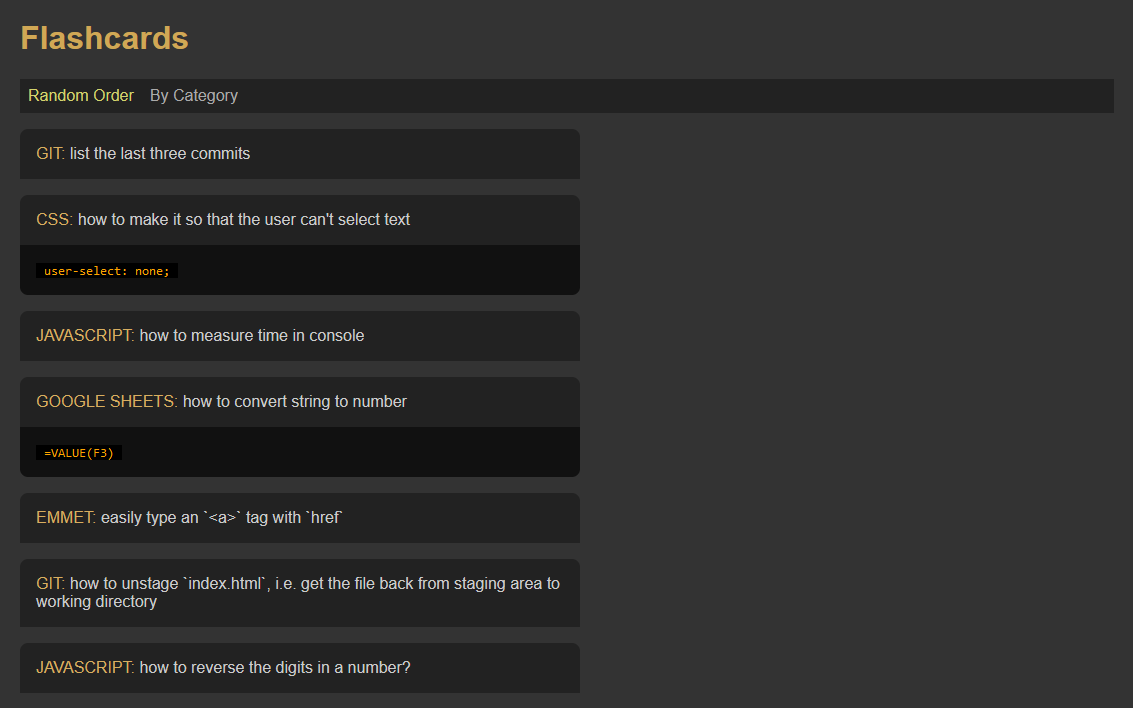 Flashcards
Random Order By Category
GIT: list the last three commits
CSS: how to make it so that the user can't select text
user-select: none;
JAVASCRIPT: how to measure time in console
GOOGLE SHEETS: how to convert string to number
=VALUE(F3)
EMMET: easily type an `<a>` tag with `href`
GIT: how to unstage `index.html`, i.e. get the file back from staging area to
working directory
JAVASCRIPT: how to reverse the digits in a number?